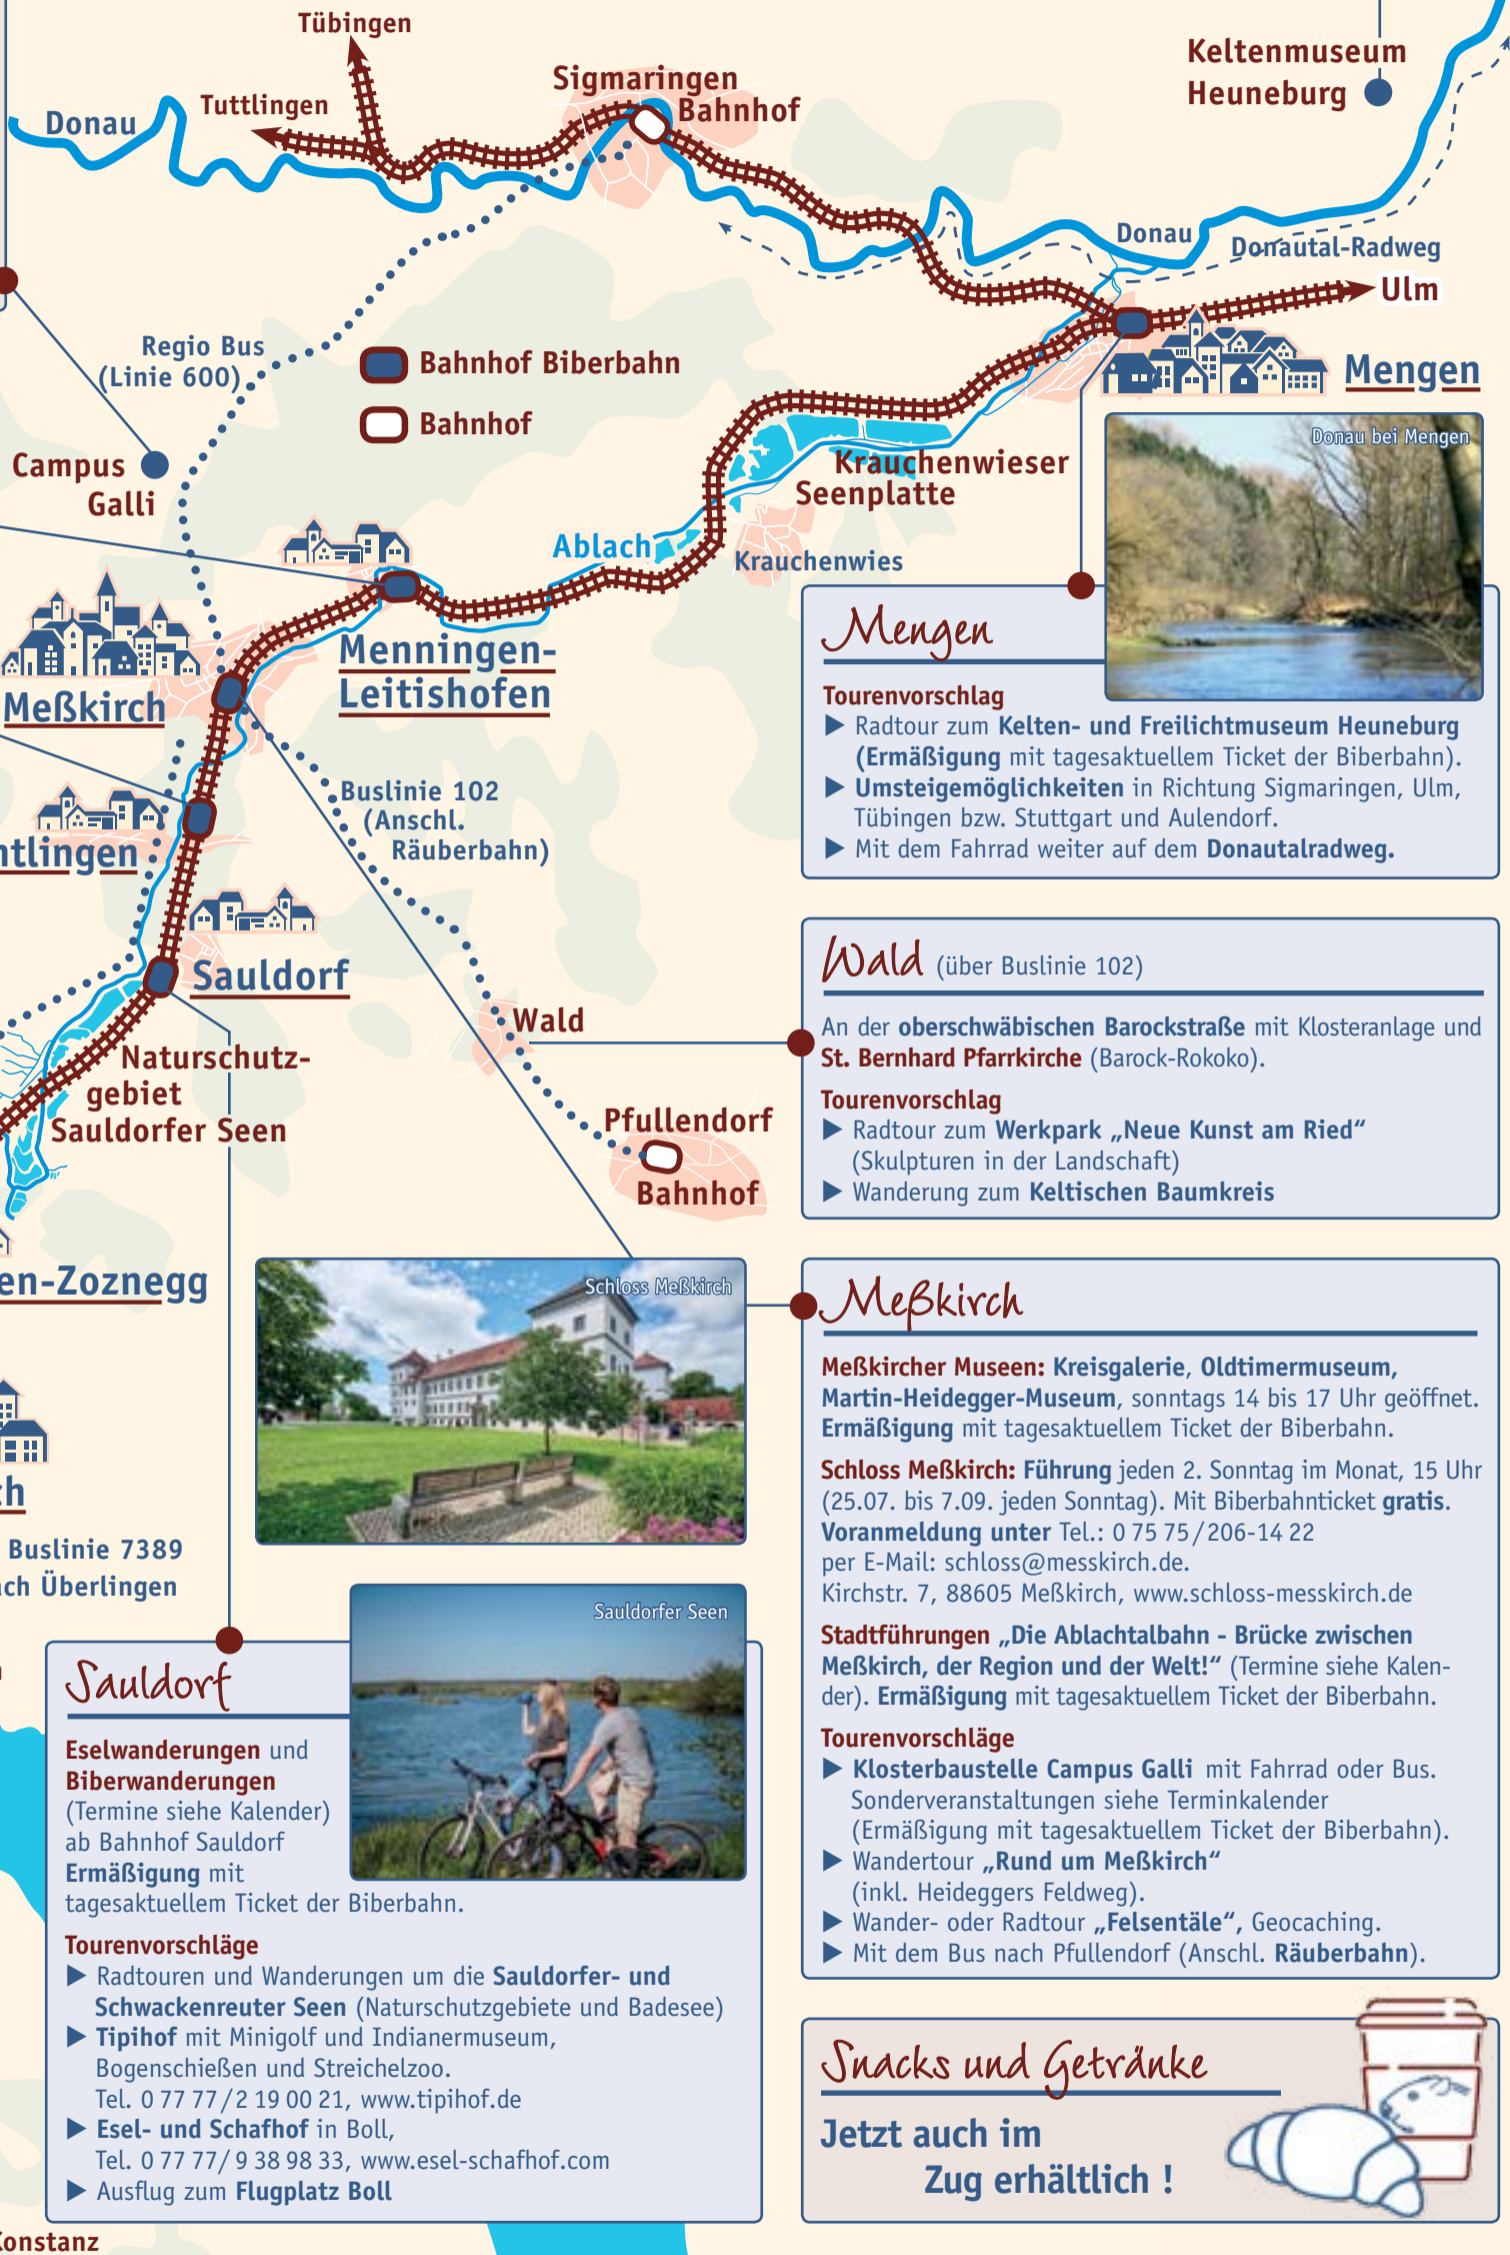 Tübingen
Tuttlingen
Donau
Sigmaringen
Bahnhof
Keltenmuseum
Heuneburg
Donau
Donautal-Radweg
Ulm
Mengen
Regio Bus
(Linie 600)
Bahnhof Biberbahn
Bahnhof
Campus
Galli
Krauchenwieser
Seenplatte
Ablach
Krauchenwies
Donau bei Mengen
Menningen-
Leitishofen
Meßkirch
Buslinie 102
(Anschl.
Räuberbahn)
ntlingen
Sauldorf
Naturschutz-
gebiet
Sauldorfer Seen
Wald
Pfullendorf
Bahnhof
en-Zoznegg
ch
Buslinie 7389
ach Überlingen
Konstanz
Mengen
Tourenvorschlag
▶ Radtour zum Kelten- und Freilichtmuseum Heuneburg
(Ermäßigung mit tagesaktuellem Ticket der Biberbahn).
▶ Umsteigemöglichkeiten in Richtung Sigmaringen, Ulm,
Tübingen bzw. Stuttgart und Aulendorf.
▶ Mit dem Fahrrad weiter auf dem Donautalradweg.
Wald (über Buslinie 102)
An der oberschwäbischen Barockstraße mit Klosteranlage und
St. Bernhard Pfarrkirche (Barock-Rokoko).
Tourenvorschlag
▶ Radtour zum Werkpark „Neue Kunst am Ried“
(Skulpturen in der Landschaft)
▶ Wanderung zum Keltischen Baumkreis
Schloss Meßkirch
Meßkirch
Meßkircher Museen: Kreisgalerie, Oldtimermuseum,
Martin-Heidegger-Museum, sonntags 14 bis 17 Uhr geöffnet.
Ermäßigung mit tagesaktuellem Ticket der Biberbahn.
Schloss Meßkirch: Führung jeden 2. Sonntag im Monat, 15 Uhr
(25.07. bis 7.09. jeden Sonntag). Mit Biberbahnticket gratis.
Voranmeldung unter Tel.: 0 75 75/206-14 22
per E-Mail: schloss@messkirch.de.
Kirchstr. 7, 88605 Meßkirch, www.schloss-messkirch.de
Stadtführungen „Die Ablachtalbahn - Brücke zwischen
Meßkirch, der Region und der Welt!“ (Termine siehe Kalen-
der). Ermäßigung mit tagesaktuellem Ticket der Biberbahn.
Tourenvorschläge
▶ Klosterbaustelle Campus Galli mit Fahrrad oder Bus.
Sonderveranstaltungen siehe Terminkalender
(Ermäßigung mit tagesaktuellem Ticket der Biberbahn).
▶ Wandertour „Rund um Meßkirch“
(inkl. Heideggers Feldweg).
▶ Wander- oder Radtour „Felsentäle“, Geocaching.
▶ Mit dem Bus nach Pfullendorf (Anschl. Räuberbahn).
Sauldorfer Seen
Sauldorf
Eselwanderungen und
Biberwanderungen
(Termine siehe Kalender)
ab Bahnhof Sauldorf
Ermäßigung mit
tagesaktuellem Ticket der Biberbahn.
Tourenvorschläge
▶ Radtouren und Wanderungen um die Sauldorfer- und
Schwackenreuter Seen (Naturschutzgebiete und Badesee)
▶ Tipihof mit Minigolf und Indianermuseum,
Bogenschießen und Streichelzoo.
Tel. 0 77 77/2 19 00 21, www.tipihof.de
▶ Esel- und Schafhof in Boll,
Tel. 0 77 77/ 9 38 98 33, www.esel-schafhof.com
▶ Ausflug zum Flugplatz Boll
Snacks und Getränke
Jetzt auch im
Zug erhältlich !